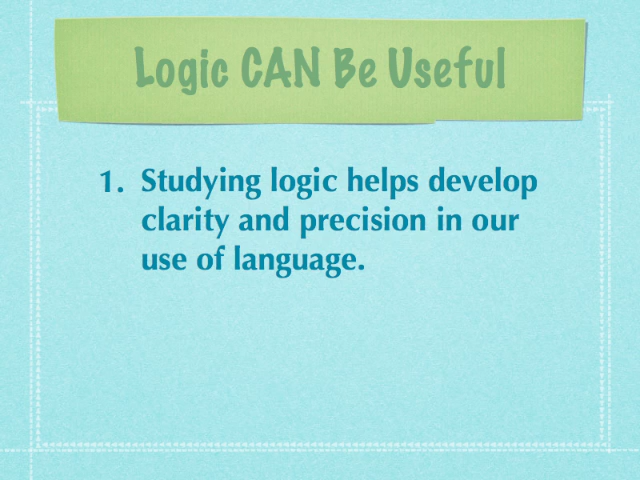 Logic CAN Be Useful
1. Studying logic helps develop
clarity and precision in our
use of language.